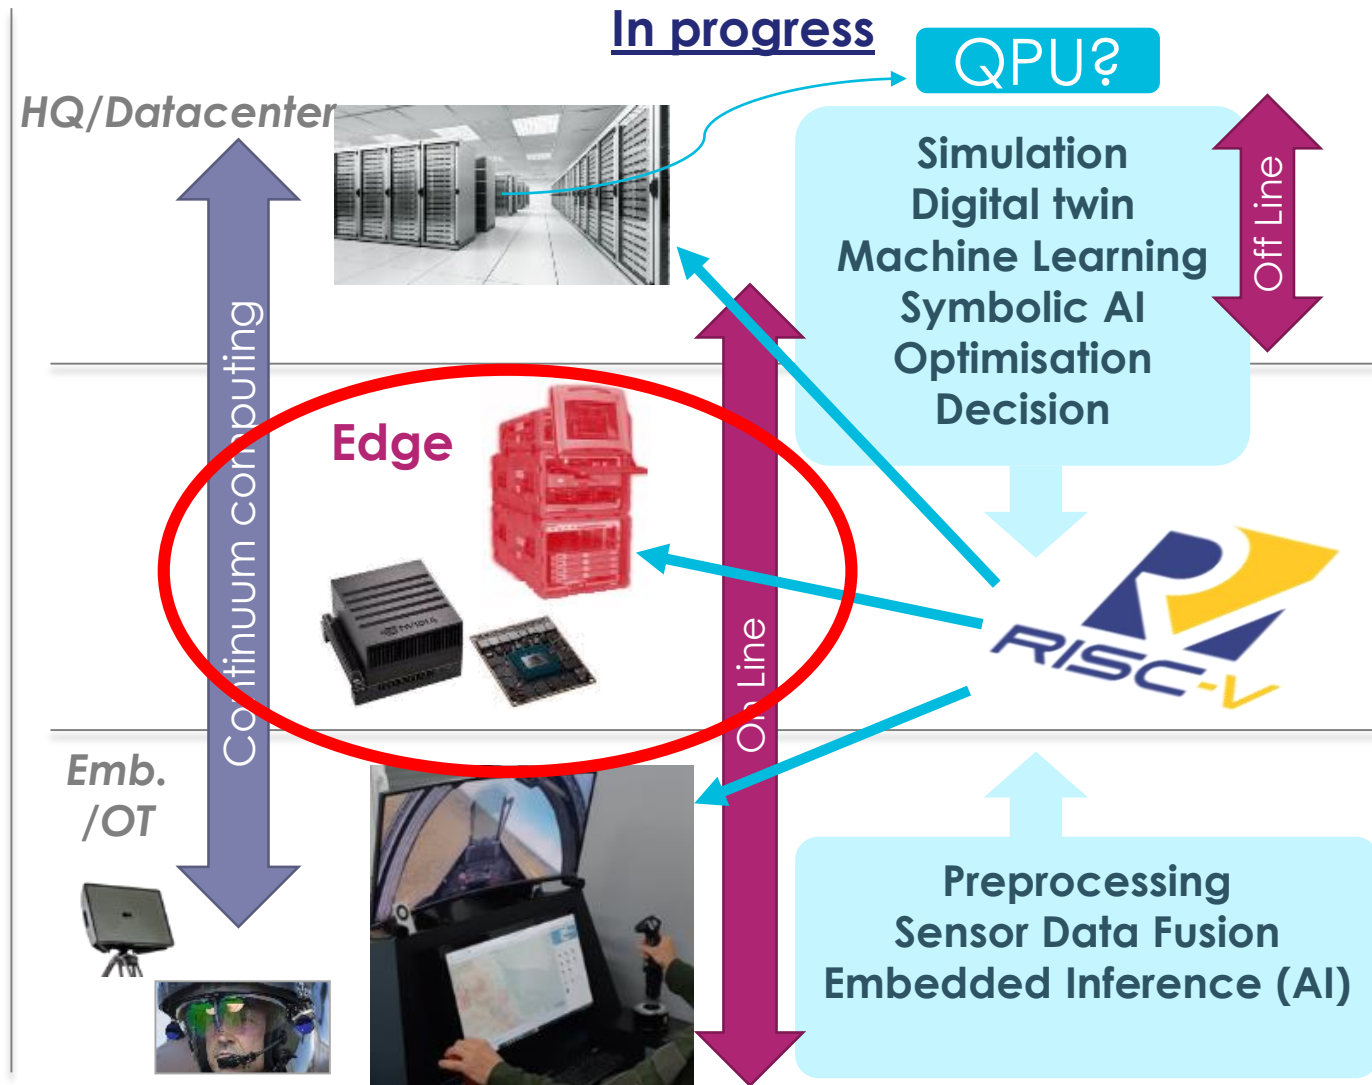 In progress
QPU?
HQ/Datacenter
Simulation
Digital twin
Machine Learning
Symbolic AI
Optimisation
Decision
Off Line
Continuum computing
Edge
On Line
NVIDIA
RISC-V
Emb.
/OT
Preprocessing
Sensor Data Fusion
Embedded Inference (AI)